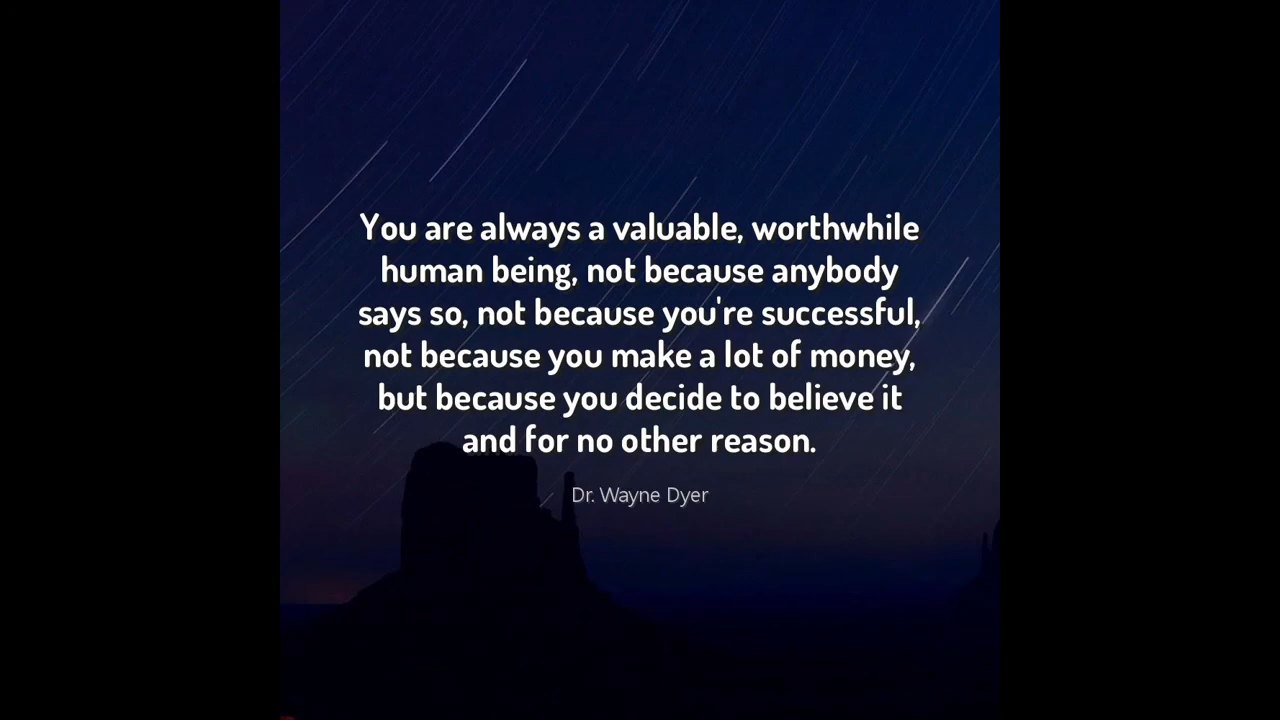 You are always a valuable, worthwhile
human being, not because anybody
says so, not because you're successful,
not because you make a lot of money,
but because you decide to believe it
and for no other reason.
Dr. Wayne Dyer